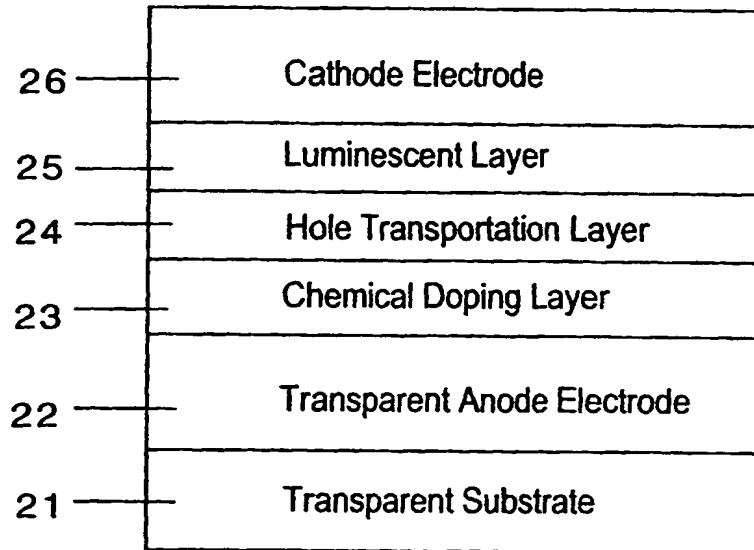 26 Cathode Electrode
25 Luminescent Layer
24 Hole Transportation Layer
23 Chemical Doping Layer
22 Transparent Anode Electrode
21 Transparent Substrate